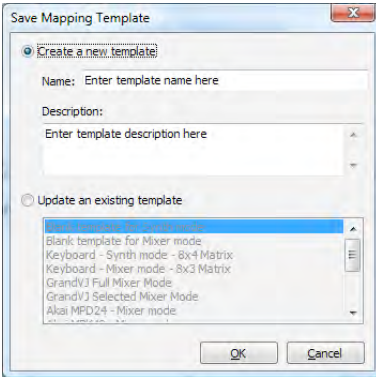 Save Mapping Template
Create a new template
Name: Enter template name here
Description:
Enter template description here
Update an existing template
Blank template for Mixer mode
Keyboard - Synth mode - 8x4 Matrix
Keyboard - Mixer mode - 8x3 Matrix
GrandVJ Full Mixer Mode
GrandVJ Selected Mixer Mode
Akai MPD24 - Mixer mode
OK
Cancel